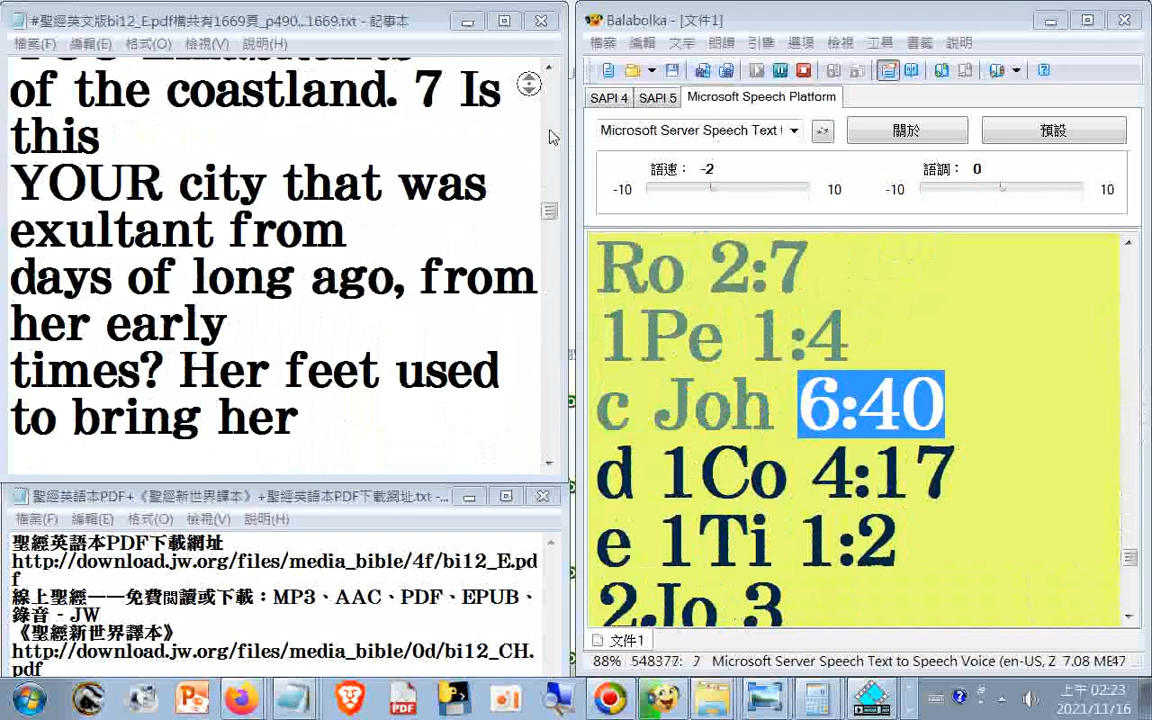 #聖經英文版bi12_E.pdf檔共有1669頁_p490,..1669.txt - 記事本
檔案(F) 編輯(E) 格式(O) 檢視(V) 說明(H)
of the coastland. 7 Is
this
YOUR city that was
exultant from
days of long ago, from
her early
times? Her feet used
to bring her
聖經英語本PDF+《聖經新世界譯本》+聖經英語本PDF下載網址.txt -...
檔案(F) 編輯(E) 格式(O) 檢視(V) 說明(H)
聖經英語本PDF下載網址
http://download.jw.org/files/media_bible/4f/bi12_E.pd
f
線上聖經——免費閱讀或下載：MP3、AAC、PDF、EPUB、
錄音 - JW
《聖經新世界譯本》
http://download.jw.org/files/media_bible/0d/bi12_CH.
pdf
Balabolka - [文件1]
檔案 編輯 文字 朗讀 引擎 選項 檢視 工具 書籤 說明
SAPI 4 SAPI 5 Microsoft Speech Platform
Microsoft Server Speech Text 關於 預設
語速： -2 語調： 0
-10 10 -10 10
Ro 2:7
1Pe 1:4
c Joh 6:40
d 1Co 4:17
e 1Ti 1:2
2Jo 3
文件1
88% 548377: 7 Microsoft Server Speech Text to Speech Voice (en-US, Z 7.08 ME47
上午 02:23
2021/11/16